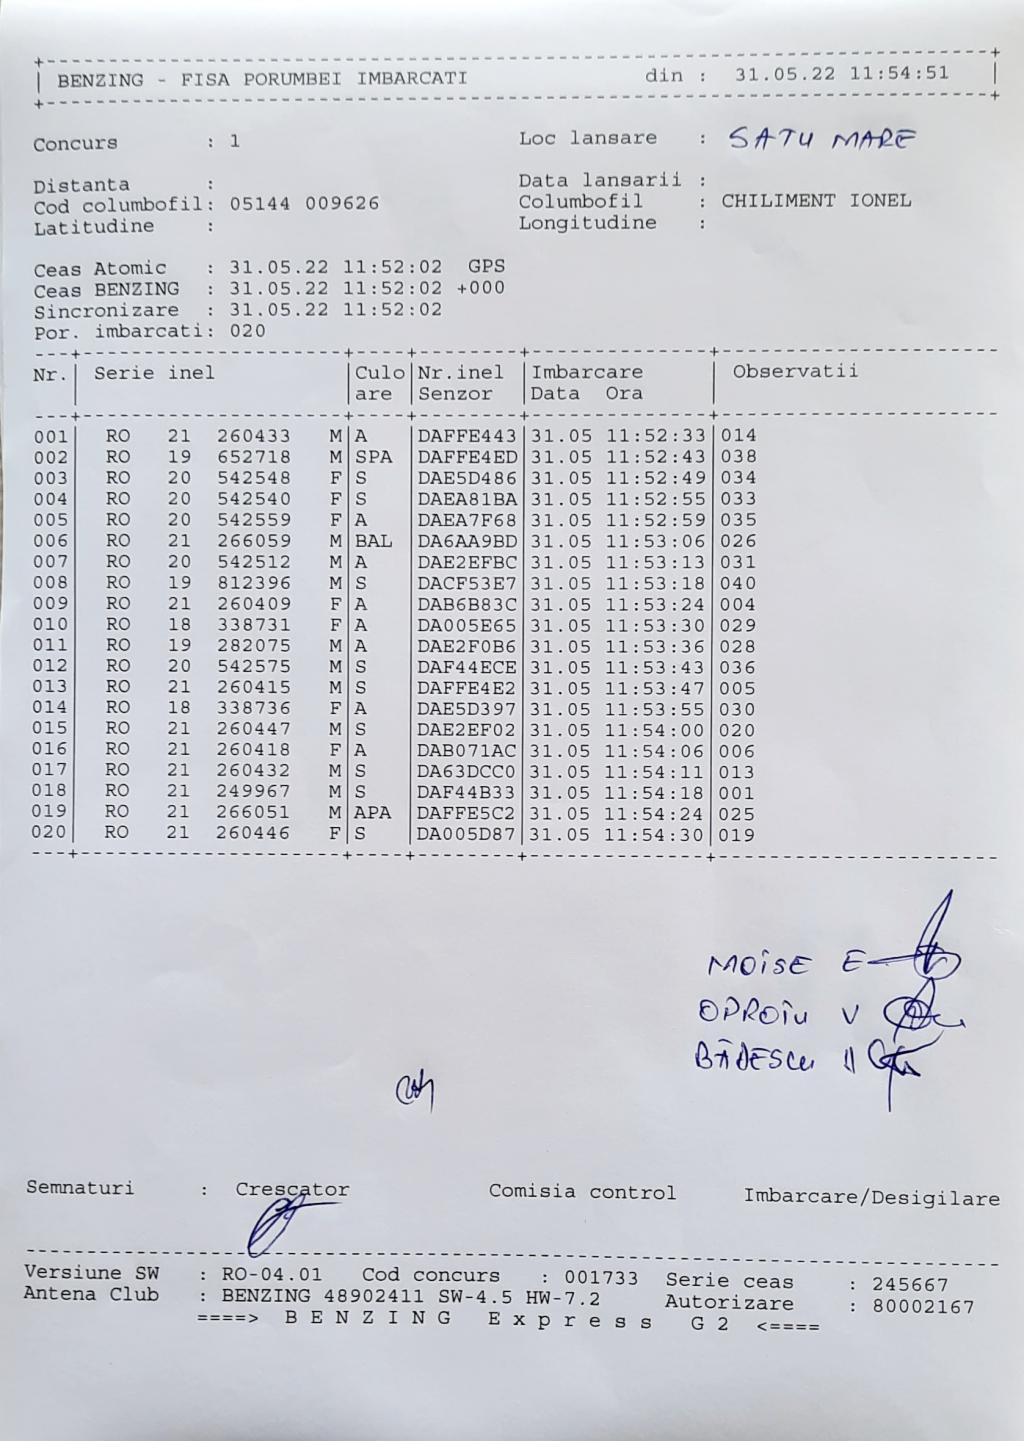 BENZING - FISA PORUMBEI IMBARCATI din : 31.05.22 11:54:51
Concurs : 1 Loc lansare : SATU MARE
Distanta : Data lansarii :
Cod columbofil: 05144 009626 Columbofil : CHILIMENT IONEL
Latitudine : Longitudine :
Ceas Atomic : 31.05.22 11:52:02 GPS
Ceas BENZING : 31.05.22 11:52:02 +000
Sincronizare : 31.05.22 11:52:02
Por. imbarcati: 020
Nr. Serie inel Culo Nr.inel Imbarcare Observatii
are Senzor Data Ora
001 RO 21 260433 M A DAFFE443 31.05 11:52:33 014
002 RO 19 652718 M SPA DAFFE4ED 31.05 11:52:43 038
003 RO 20 542548 F S DAE5D486 31.05 11:52:49 034
004 RO 20 542540 F S DAEA81BA 31.05 11:52:55 033
005 RO 20 542559 F A DAEA7F68 31.05 11:52:59 035
006 RO 21 266059 M BAL DA6AA9BD 31.05 11:53:06 026
007 RO 20 542512 M A DAE2EFBC 31.05 11:53:13 031
008 RO 19 812396 M S DACF53E7 31.05 11:53:18 040
009 RO 21 260409 F A DAB6B83C 31.05 11:53:24 004
010 RO 18 338731 F A DA005E65 31.05 11:53:30 029
011 RO 19 282075 M A DAE2F0B6 31.05 11:53:36 028
012 RO 20 542575 M S DAF44ECE 31.05 11:53:43 036
013 RO 21 260415 M S DAFFE4E2 31.05 11:53:47 005
014 RO 18 338736 F A DAE5D397 31.05 11:53:55 030
015 RO 21 260447 M S DAE2EF02 31.05 11:54:00 020
016 RO 21 260418 F A DAB071AC 31.05 11:54:06 006
017 RO 21 260432 M S DA63DCC0 31.05 11:54:11 013
018 RO 21 249967 M S DAF44B33 31.05 11:54:18 001
019 RO 21 266051 M APA DAFFE5C2 31.05 11:54:24 025
020 RO 21 260446 F S DA005D87 31.05 11:54:30 019
MOISE E
OPROIU V
BĂDESCU
Semnaturi : Crescator Comisia control Imbarcare/Desigilare
Versiune SW : RO-04.01 Cod concurs : 001733 Serie ceas : 245667
Antena Club : BENZING 48902411 SW-4.5 HW-7.2 Autorizare : 80002167
====> B E N Z I N G E x p r e s s G 2 <====